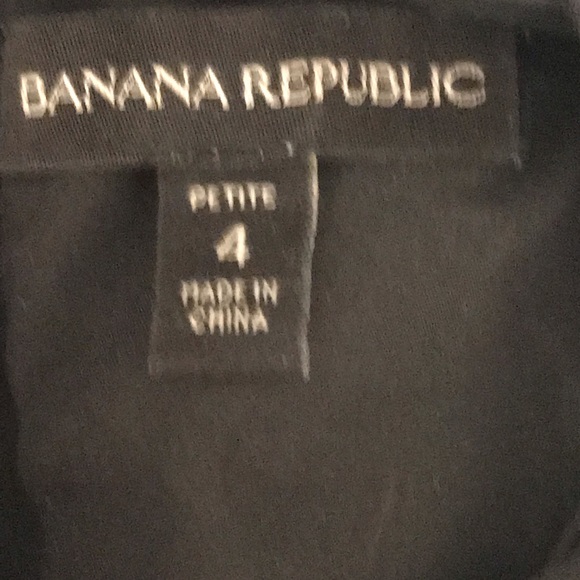 BANANA REPUBLIC
PETITE
4
MADE IN
CHINA